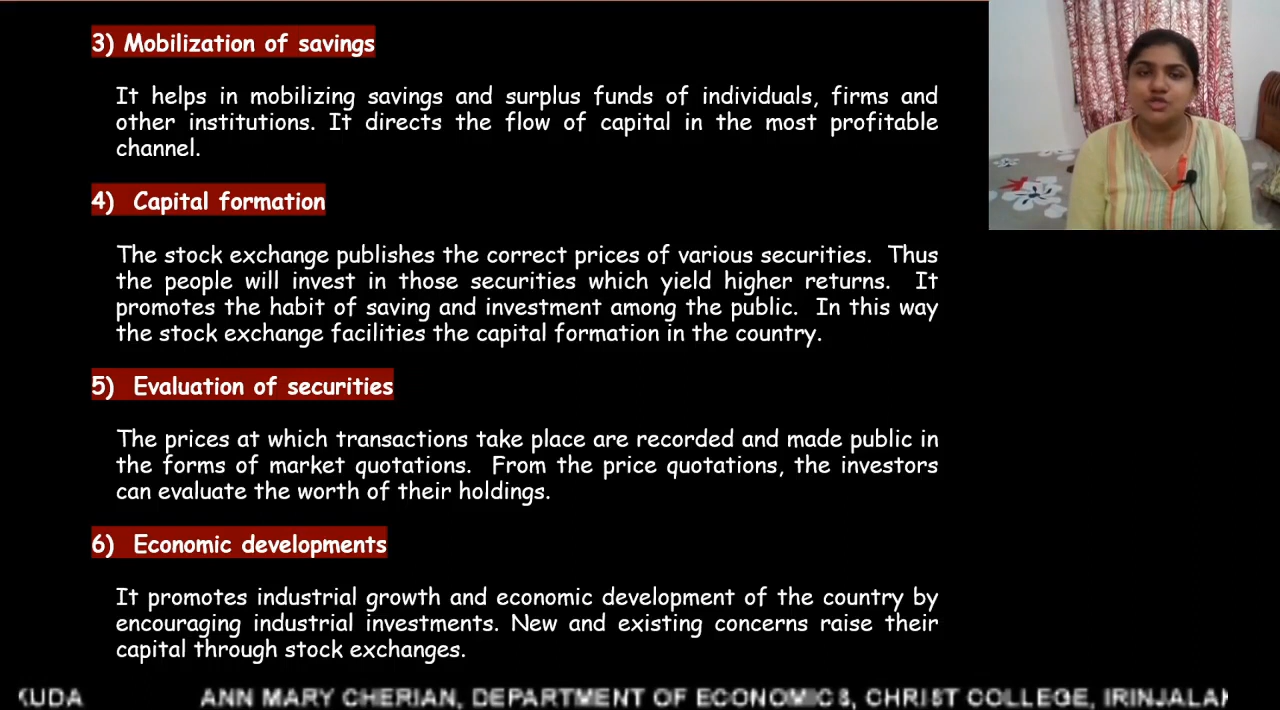 3) Mobilization of savings
It helps in mobilizing savings and surplus funds of individuals, firms and
other institutions. It directs the flow of capital in the most profitable
channel.
4) Capital formation
The stock exchange publishes the correct prices of various securities. Thus
the people will invest in those securities which yield higher returns. It
promotes the habit of saving and investment among the public. In this way
the stock exchange facilities the capital formation in the country.
5) Evaluation of securities
The prices at which transactions take place are recorded and made public in
the forms of market quotations. From the price quotations, the investors
can evaluate the worth of their holdings.
6) Economic developments
It promotes industrial growth and economic development of the country by
encouraging industrial investments. New and existing concerns raise their
capital through stock exchanges.
KUDA ANN MARY CHERIAN, DEPARTMENT OF ECONOMICS, CHRIST COLLEGE, IRINJALA